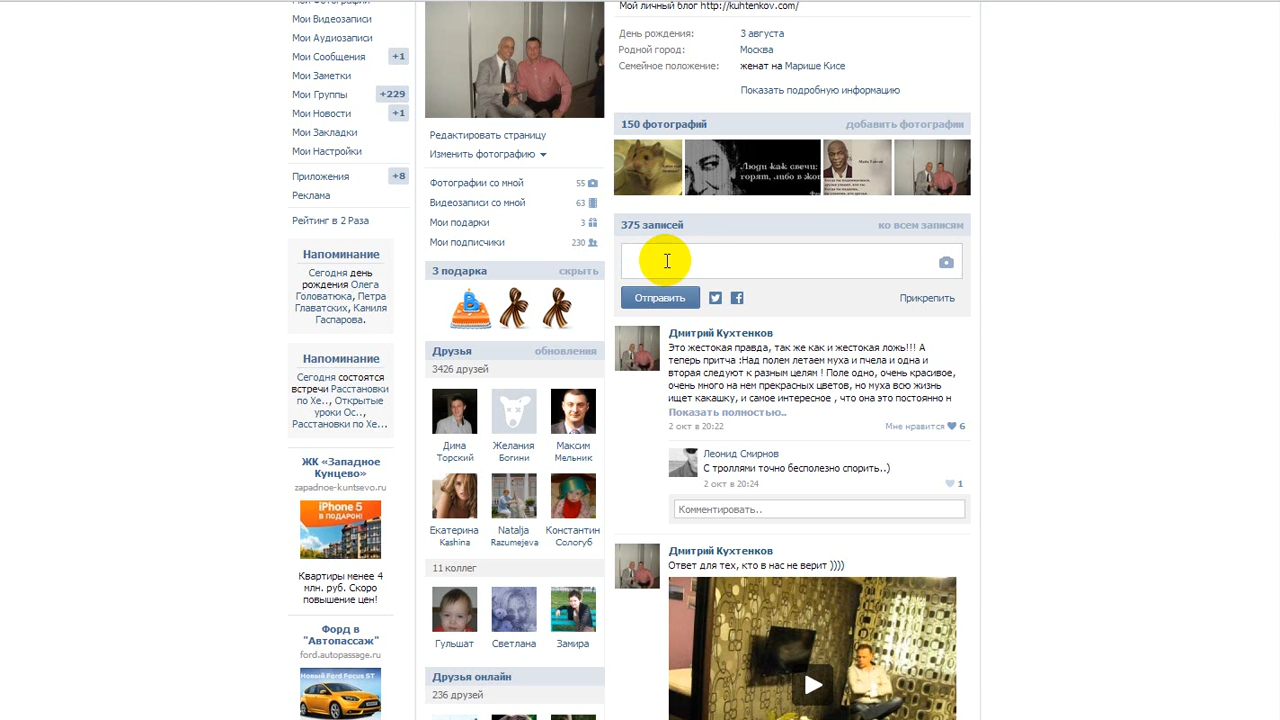 Мои Видеозаписи
Мои Аудиозаписи
Мои Сообщения +1
Мои Заметки
Мои Группы +229
Мои Новости +1
Мои Закладки
Мои Настройки
Приложения +8
Реклама
Рейтинг в 2 Раза
Напоминание
Сегодня день
рождения Олега
Головатюка, Петра
Главатских, Камиля
Гаспарова.
Напоминание
Сегодня состоятся
встречи Расстановки
по Хе.., Открытые
уроки Ос..,
Расстановки по Хе...
ЖК «Западное
Кунцево»
zapadnoe-kuntsevo.ru
iPhone 5
В ПОДАРОК!
Квартиры менее 4
млн. руб. Скоро
повышение цен!
Форд в
"Автопассаж"
ford.autopassage.ru
Новый Ford Focus ST
Редактировать страницу
Изменить фотографию
Фотографии со мной 55
Видеозаписи со мной 63
Мои подарки 3
Мои подписчики 230
3 подарка скрыть
Друзья обновления
3426 друзей
Дима
Торский
Желания
Богини
Максим
Мельник
Екатерина
Kashina
Natalja
Razumejeva
Константин
Сологуб
11 коллег
Гульшат Светлана Замира
Друзья онлайн
236 друзей
Мой личный блог http://kuhtenkov.com/
День рождения: 3 августа
Родной город: Москва
Семейное положение: женат на Марише Кисе
Показать подробную информацию
150 фотографий добавить фотографии
Люди как свечи:
горят, либо в жоп
375 записей ко всем записям
Отправить Прикрепить
Дмитрий Кухтенков
Это жестокая правда, так же как и жестокая ложь!!! А
теперь притча :Над полем летаем муха и пчела и одна и
вторая следуют к разным целям ! Поле одно, очень красивое,
очень много на нем прекрасных цветов, но муха всю жизнь
ищет какашку, и самое интересное , что она это постоянно н
Показать полностью..
2 окт в 20:22 Мне нравится 6
Леонид Смирнов
С троллями точно бесполезно спорить..)
2 окт в 20:24 1
Комментировать..
Дмитрий Кухтенков
Ответ для тех, кто в нас не верит ))))